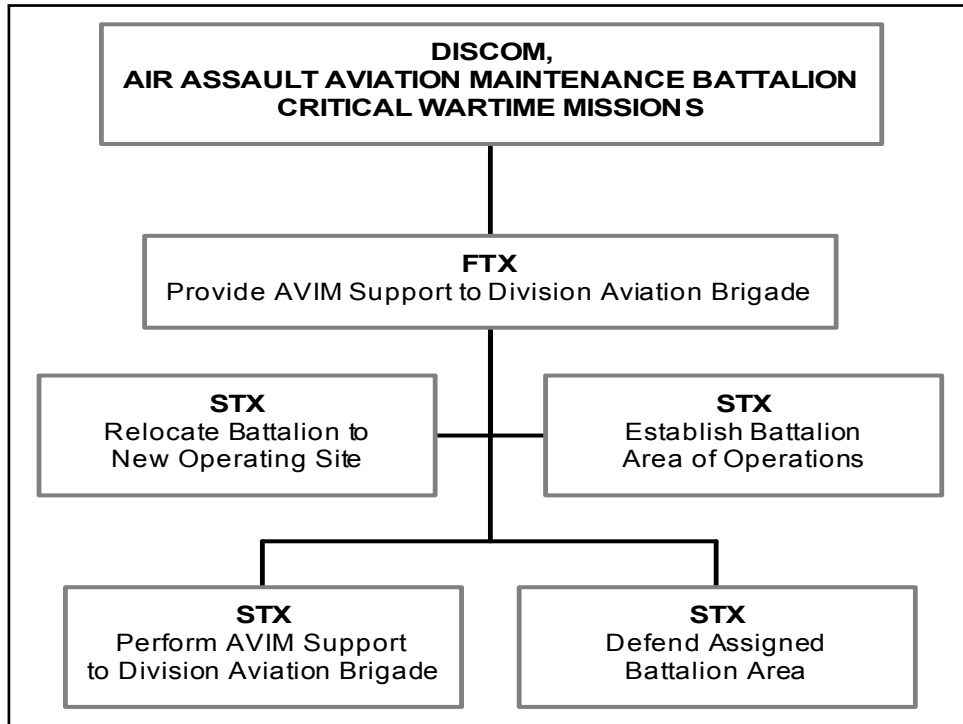 DISCOM,
AIR ASSAULT AVIATION MAINTENANCE BATTALION
CRITICAL WARTIME MISSIONS
FTX
Provide AVIM Support to Division Aviation Brigade
STX
Relocate Battalion to
New Operating Site
STX
Establish Battalion
Area of Operations
STX
Perform AVIM Support
to Division Aviation Brigade
STX
Defend Assigned
Battalion Area